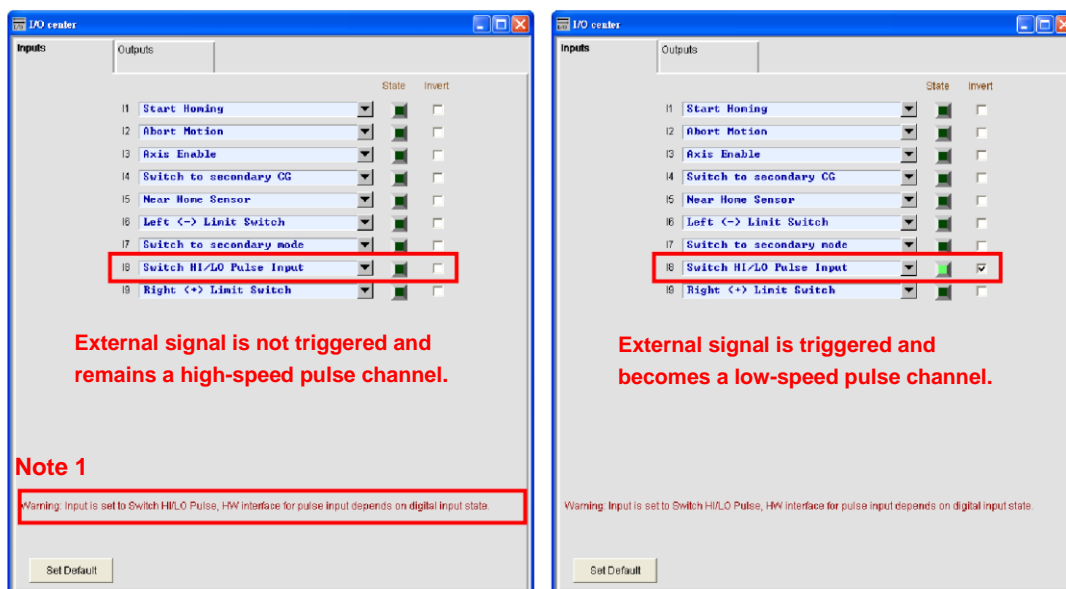 I/O center
Inputs
Outputs
State Invert
I1 Start Homing
I2 Abort Motion
I3 Axis Enable
I4 Switch to secondary CG
I5 Near Home Sensor
I6 Left (-) Limit Switch
I7 Switch to secondary mode
I8 Switch HI/LO Pulse Input
I9 Right (+) Limit Switch
External signal is not triggered and
remains a high-speed pulse channel.
Note 1
Warning: Input is set to Switch HI/LO Pulse, HW interface for pulse input depends on digital input state.
Set Default
I/O center
Inputs
Outputs
State Invert
I1 Start Homing
I2 Abort Motion
I3 Axis Enable
I4 Switch to secondary CG
I5 Near Home Sensor
I6 Left (-) Limit Switch
I7 Switch to secondary mode
I8 Switch HI/LO Pulse Input
I9 Right (+) Limit Switch
External signal is triggered and
becomes a low-speed pulse channel.
Warning: Input is set to Switch HI/LO Pulse, HW interface for pulse input depends on digital input state.
Set Default